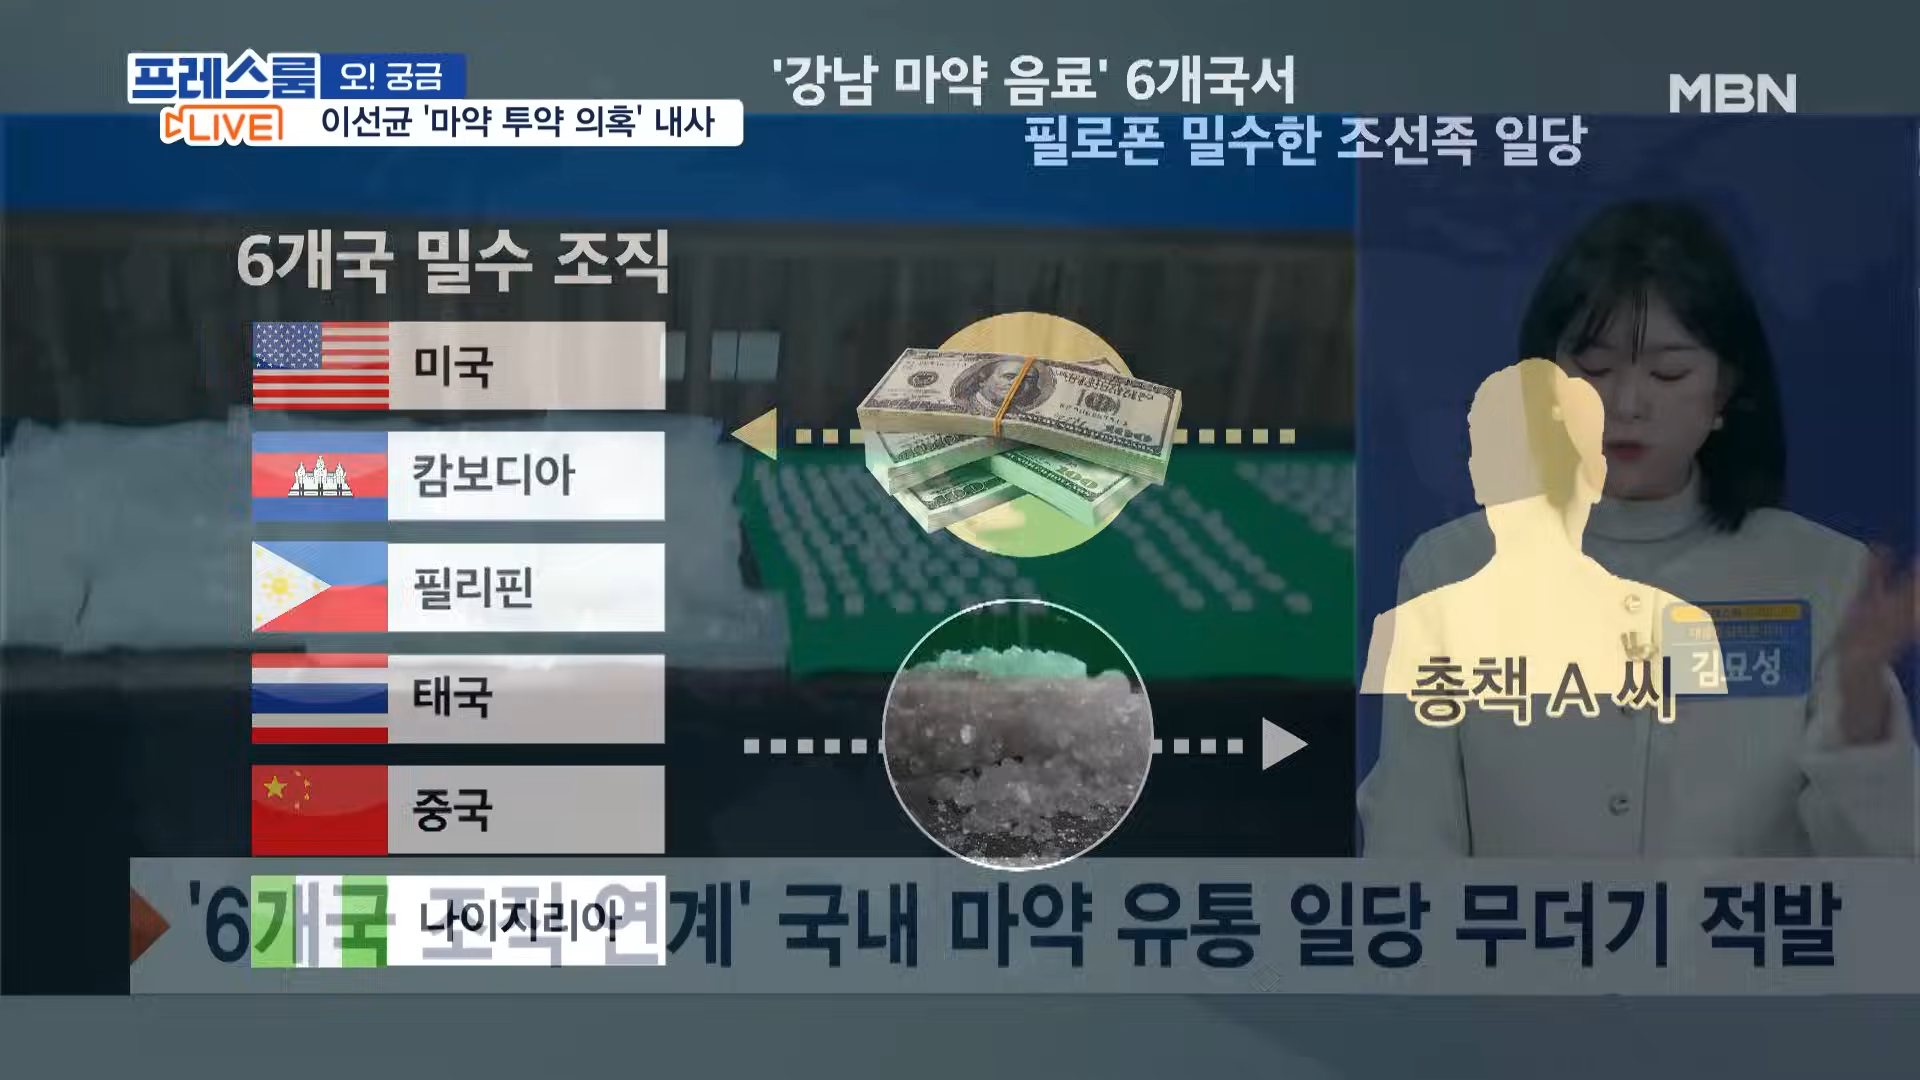 프레스룸 오! 궁금
LIVE! 이선균 '마약 투약 의혹' 내사
'강남 마약 음료' 6개국서
MBN
필로폰 밀수한 조선족 일당
6개국 밀수 조직
미국
캄보디아
필리핀
태국
중국
나이지리아
김묘성
총책 A 씨
'6개국 조직 연계' 국내 마약 유통 일당 무더기 적발